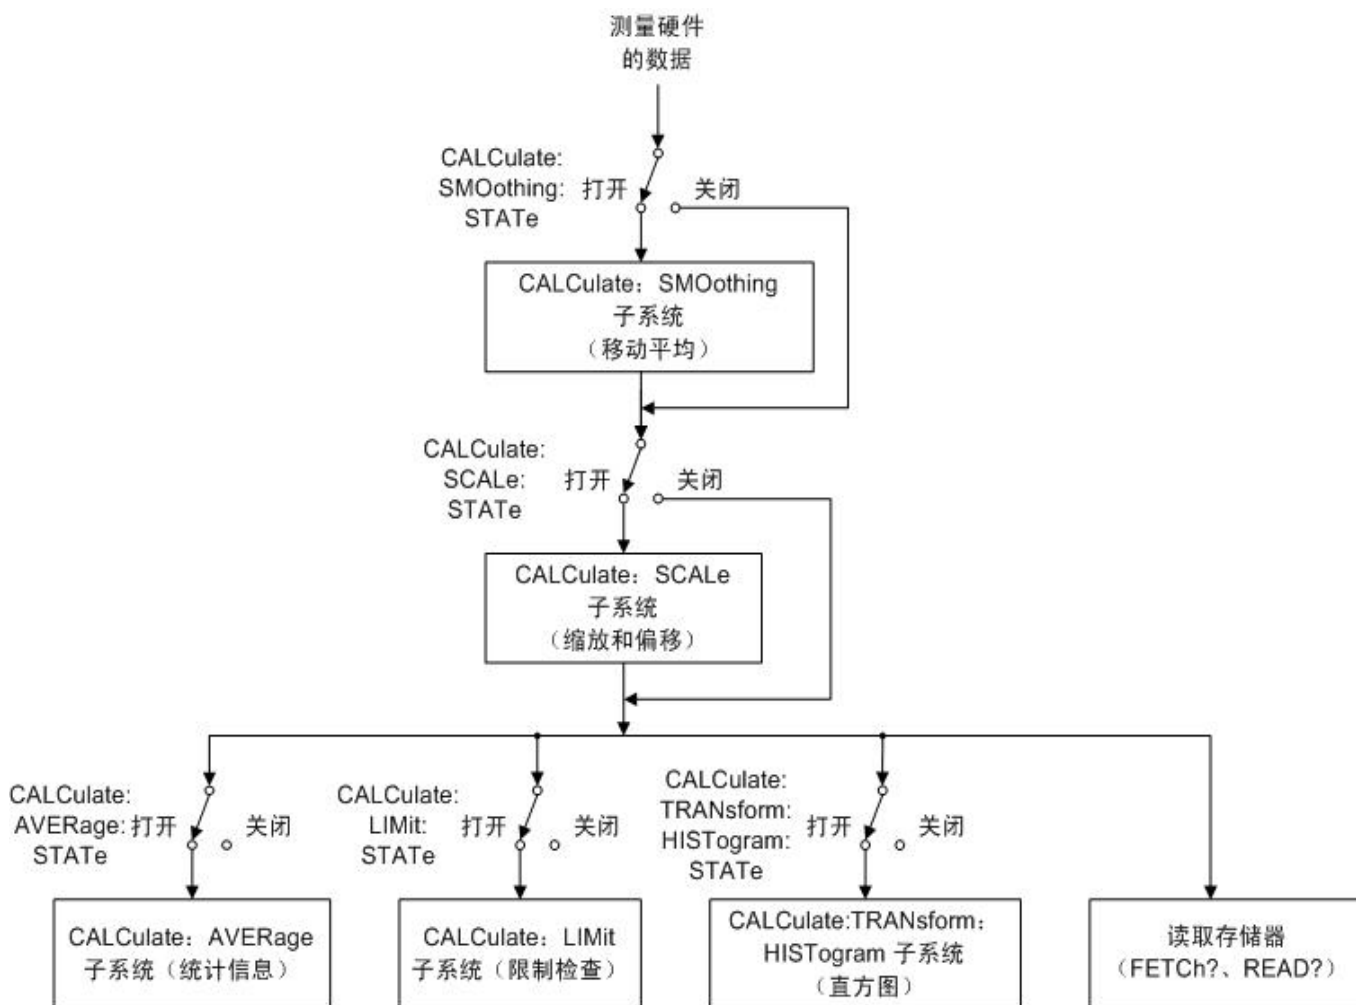 测量硬件
的数据
CALCulate:
SMOothing: 打开 关闭
STATe
CALCulate：SMOothing
子系统
（移动平均）
CALCulate:
SCALe: 打开 关闭
STATe
CALCulate：SCALe
子系统
（缩放和偏移）
CALCulate:
AVERage: 打开 关闭
STATe
CALCulate:
LIMit: 打开 关闭
STATe
CALCulate:
TRANsform: 打开 关闭
HISTogram:
STATe
CALCulate：AVERage
子系统（统计信息）
CALCulate：LIMit
子系统（限制检查）
CALCulate:TRANsform：
HISTogram 子系统
（直方图）
读取存储器
（FETCh?、READ?）